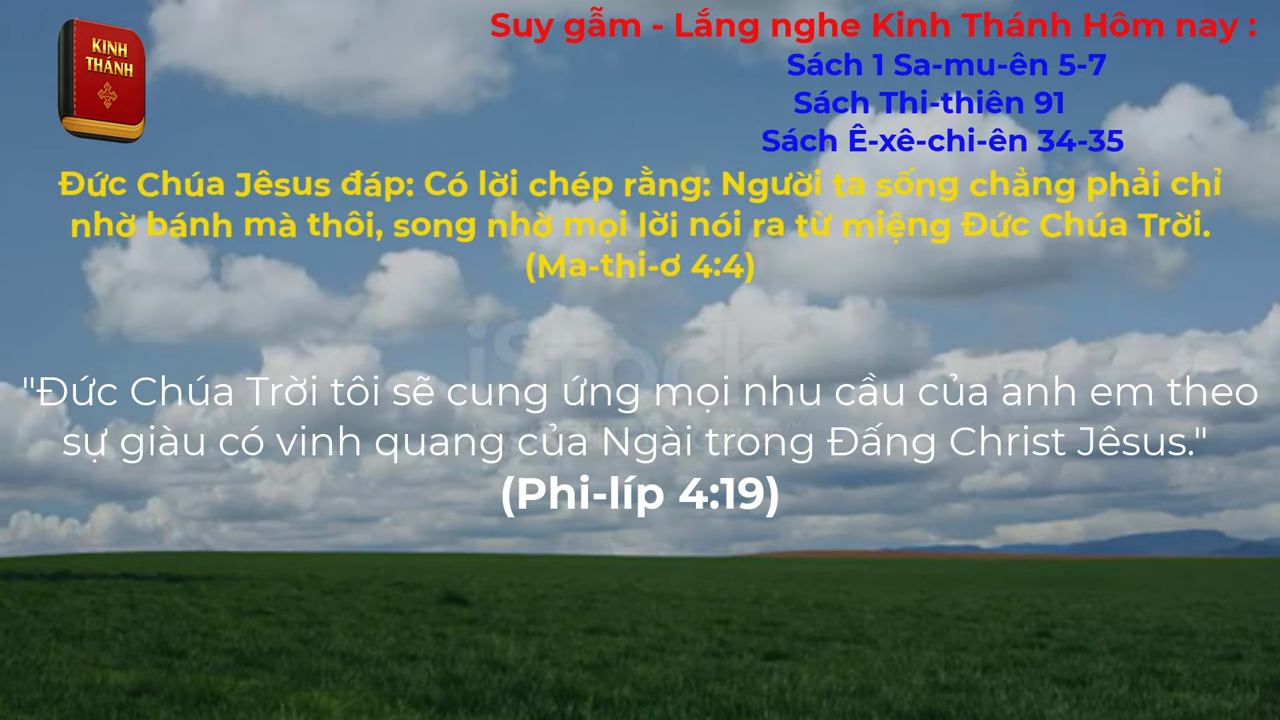 KINH
THÁNH
Suy gẫm - Lắng nghe Kinh Thánh Hôm nay :
Sách 1 Sa-mu-ên 5-7
Sách Thi-thiên 91
Sách Ê-xê-chi-ên 34-35
Đức Chúa Jêsus đáp: Có lời chép rằng: Người ta sống chẳng phải chỉ
nhờ bánh mà thôi, song nhờ mọi lời nói ra từ miệng Đức Chúa Trời.
(Ma-thi-ơ 4:4)
iStock
"Đức Chúa Trời tôi sẽ cung ứng mọi nhu cầu của anh em theo
sự giàu có vinh quang của Ngài trong Đấng Christ Jêsus."
(Phi-líp 4:19)